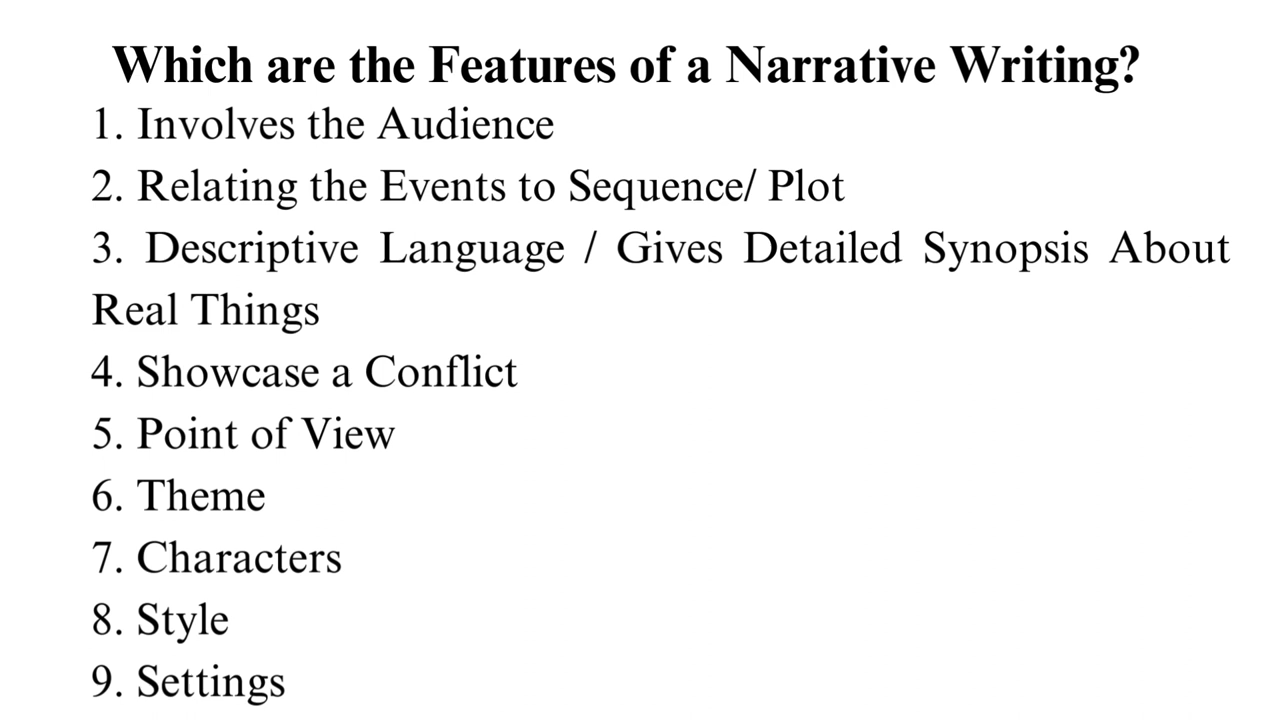 Which are the Features of a Narrative Writing?
1. Involves the Audience
2. Relating the Events to Sequence/ Plot
3. Descriptive Language / Gives Detailed Synopsis About
Real Things
4. Showcase a Conflict
5. Point of View
6. Theme
7. Characters
8. Style
9. Settings